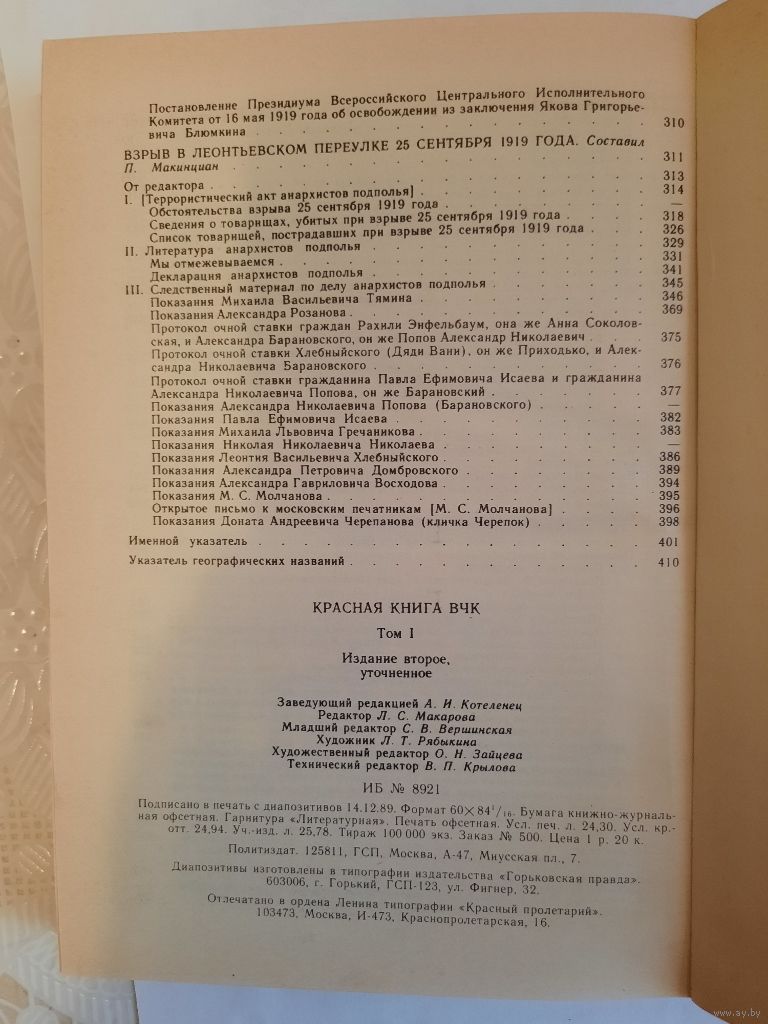 Постановление Президиума Всероссийского Центрального Исполнительного
Комитета от 16 мая 1919 года об освобождении из заключения Якова Григорье-
вича Блюмкина . . . . . . . . . . . . . . . 310
ВЗРЫВ В ЛЕОНТЬЕВСКОМ ПЕРЕУЛКЕ 25 СЕНТЯБРЯ 1919 ГОДА. Составил
П. Макинциан . . . . . . . . . . . . . . . 311
От редактора . . . . . . . . . . . . . . . 313
I. [Террористический акт анархистов подполья] . . . . . . . . 314
Обстоятельства взрыва 25 сентября 1919 года . . . . . . . —
Сведения о товарищах, убитых при взрыве 25 сентября 1919 года . . . 318
Список товарищей, пострадавших при взрыве 25 сентября 1919 года . . . 326
II. Литература анархистов подполья . . . . . . . . . . 329
Мы отмежевываемся . . . . . . . . . . . . . 331
Декларация анархистов подполья . . . . . . . . . . 341
III. Следственный материал по делу анархистов подполья . . . . . . 345
Показания Михаила Васильевича Тямина . . . . . . . . 346
Показания Александра Розанова . . . . . . . . . . . 369
Протокол очной ставки граждан Рахили Энфельбаум, она же Анна Соколов-
ская, и Александра Барановского, он же Попов Александр Николаевич . . 375
Протокол очной ставки Хлебныйского (Дяди Вани), он же Приходько, и Алек-
сандра Николаевича Барановского . . . . . . . . . . 376
Протокол очной ставки гражданина Павла Ефимовича Исаева и гражданина
Александра Николаевича Попова, он же Барановский . . . . . . 377
Показания Александра Николаевича Попова (Барановского) . . . . —
Показания Павла Ефимовича Исаева . . . . . . . . . 382
Показания Михаила Львовича Гречаникова . . . . . . . . 383
Показания Николая Николаевича Николаева . . . . . . . . —
Показания Леонтия Васильевича Хлебныйского . . . . . . . 386
Показания Александра Петровича Домбровского . . . . . . . 389
Показания Александра Гавриловича Восходова . . . . . . . 394
Показания М. С. Молчанова . . . . . . . . . . . . 395
Открытое письмо к московским печатникам [М. С. Молчанова] . . . . 396
Показания Доната Андреевича Черепанова (кличка Черепок) . . . . 398
Именной указатель . . . . . . . . . . . . . . 401
Указатель географических названий . . . . . . . . . . . 410
КРАСНАЯ КНИГА ВЧК
Том I
Издание второе,
уточненное
Заведующий редакцией А. И. Котеленец
Редактор Л. С. Макарова
Младший редактор С. В. Вершинская
Художник Л. Т. Рябыкина
Художественный редактор О. Н. Зайцева
Технический редактор В. П. Крылова
ИБ № 8921
Подписано в печать с диапозитивов 14.12.89. Формат 60×84¹/₁₆. Бумага книжно-журналь-
ная офсетная. Гарнитура «Литературная». Печать офсетная. Усл. печ. л. 24,30. Усл. кр.-
отт. 24,94. Уч.-изд. л. 25,78. Тираж 100 000 экз. Заказ № 500. Цена 1 р. 20 к.
Политиздат. 125811, ГСП, Москва, А-47, Миусская пл., 7.
Диапозитивы изготовлены в типографии издательства «Горьковская правда».
603006, г. Горький, ГСП-123, ул. Фигнер, 32.
Отпечатано в ордена Ленина типографии «Красный пролетарий».
103473, Москва, И-473, Краснопролетарская, 16.
www.ay.by